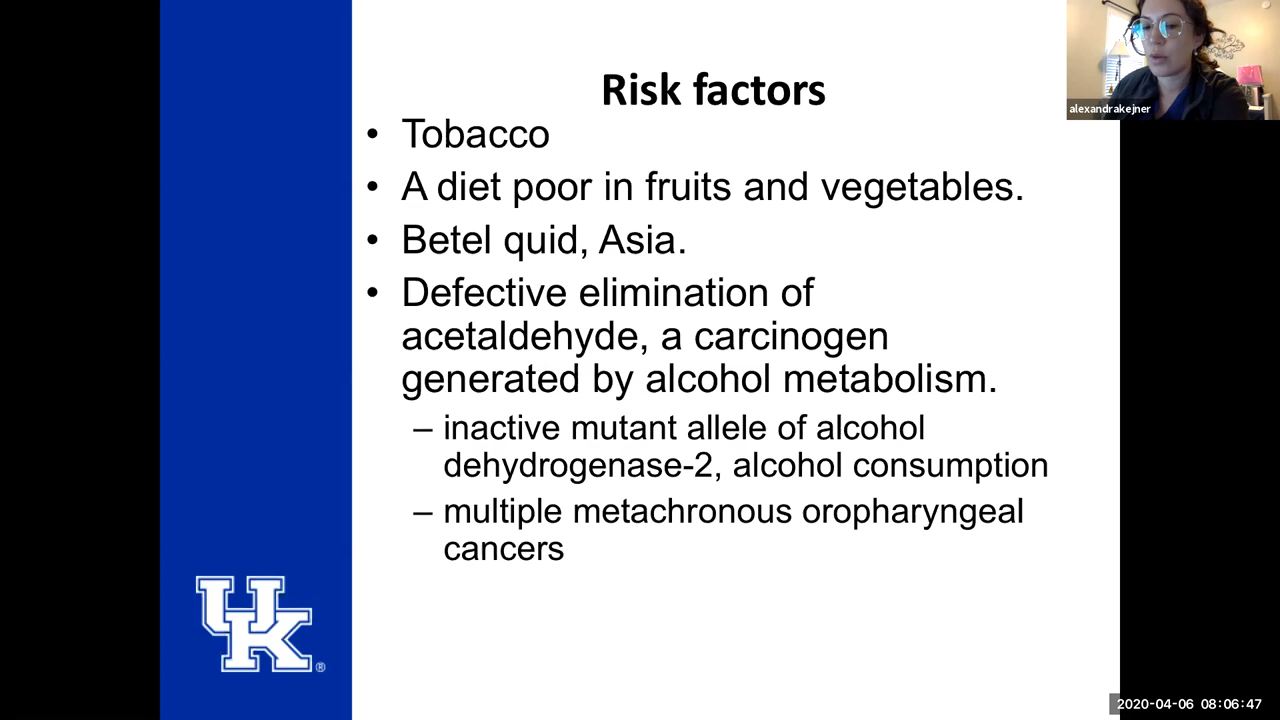 Risk factors
• Tobacco
• A diet poor in fruits and vegetables.
• Betel quid, Asia.
• Defective elimination of
acetaldehyde, a carcinogen
generated by alcohol metabolism.
– inactive mutant allele of alcohol
dehydrogenase-2, alcohol consumption
– multiple metachronous oropharyngeal
cancers
UK®
alexandrakejner
2020-04-06 08:06:47